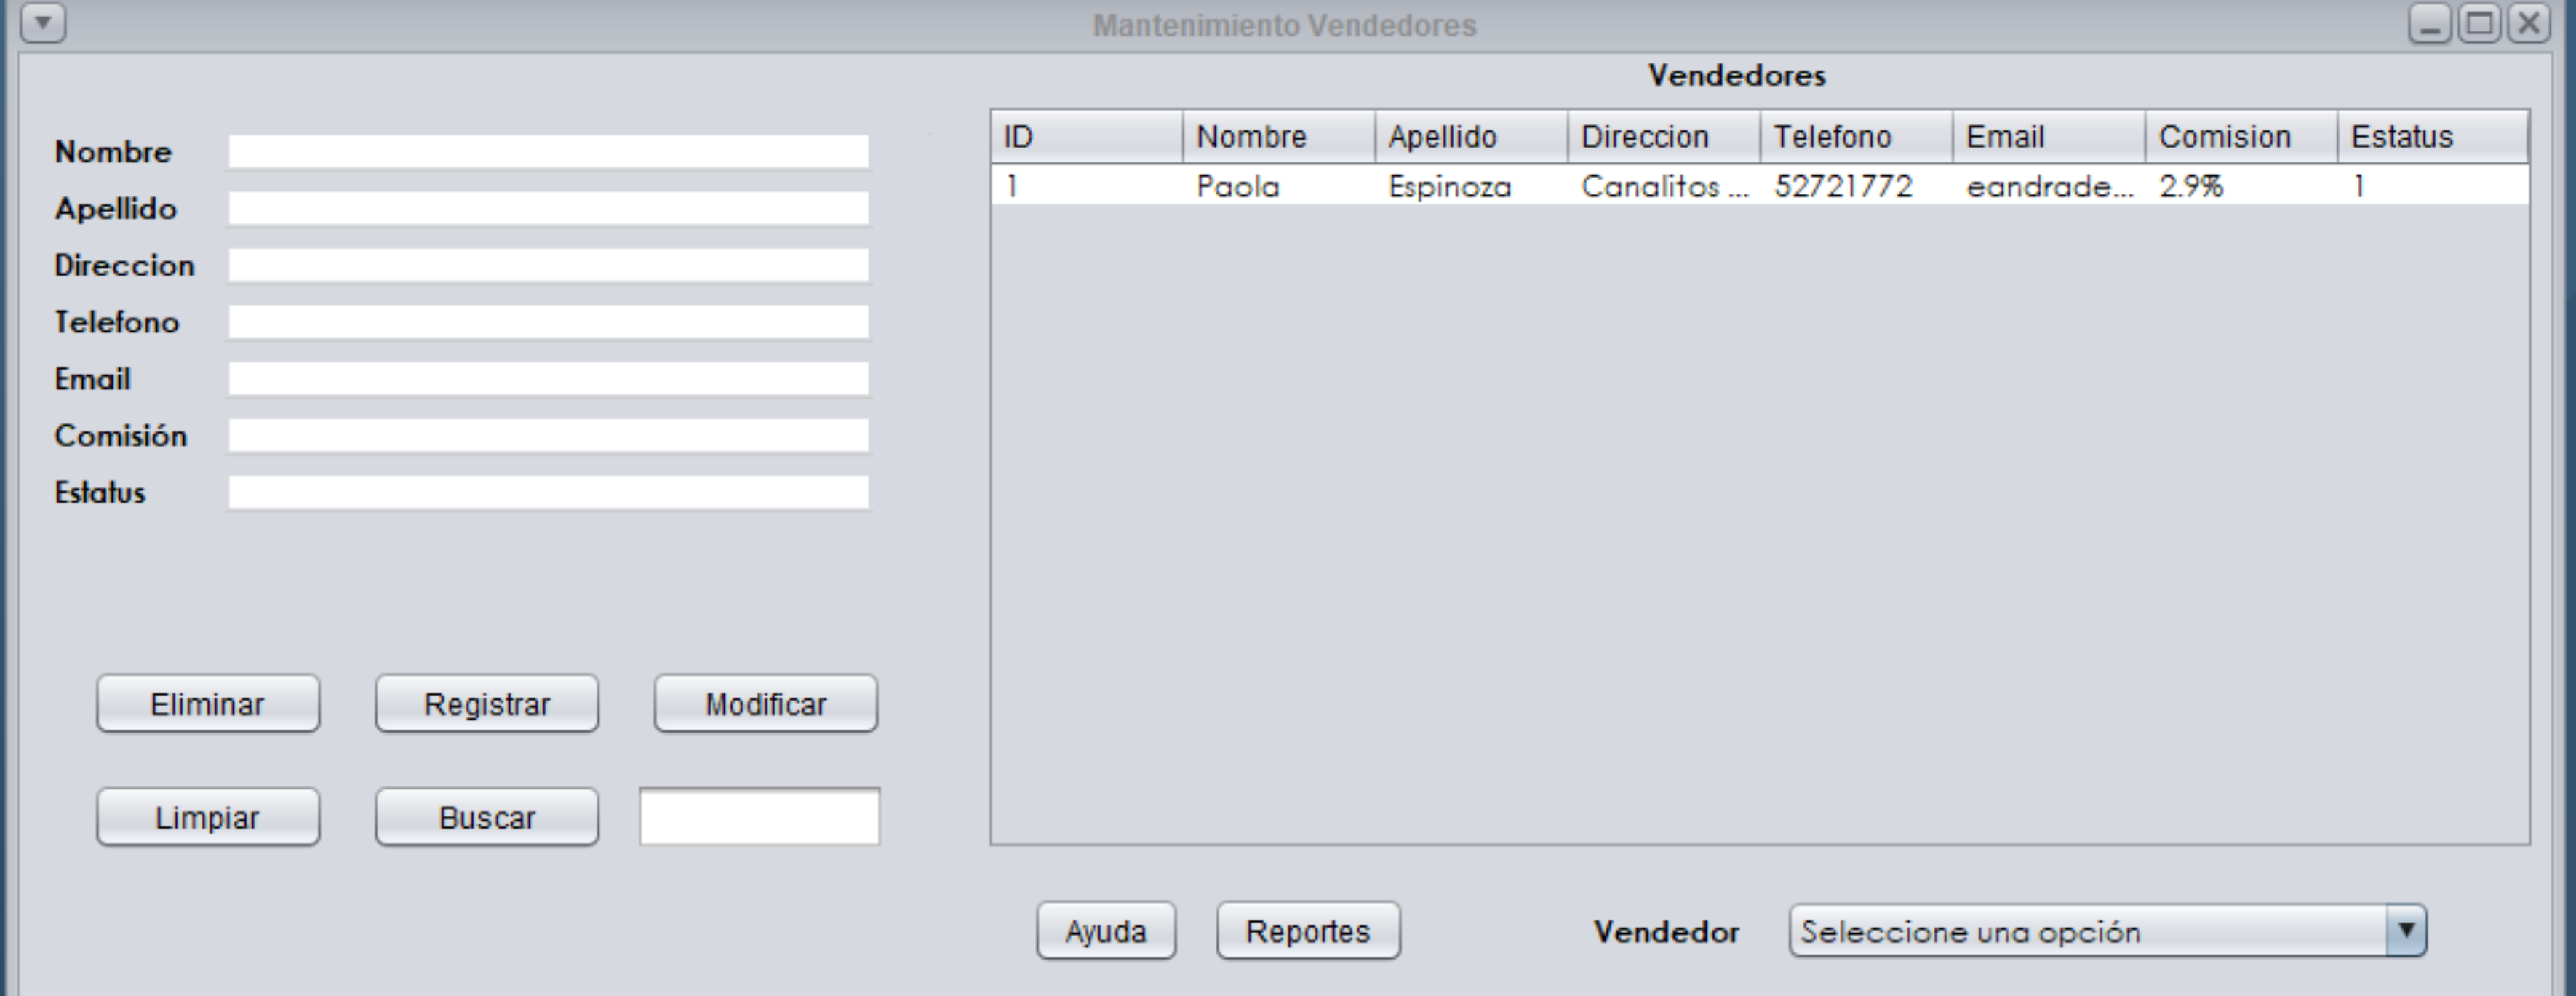 Mantenimiento Vendedores
Vendedores
Nombre
Apellido
Direccion
Telefono
Email
Comisión
Estatus
ID Nombre Apellido Direccion Telefono Email Comision Estatus
1 Paola Espinoza Canalitos ... 52721772 eandrade... 2.9% 1
Eliminar Registrar Modificar
Limpiar Buscar
Ayuda Reportes Vendedor Seleccione una opción